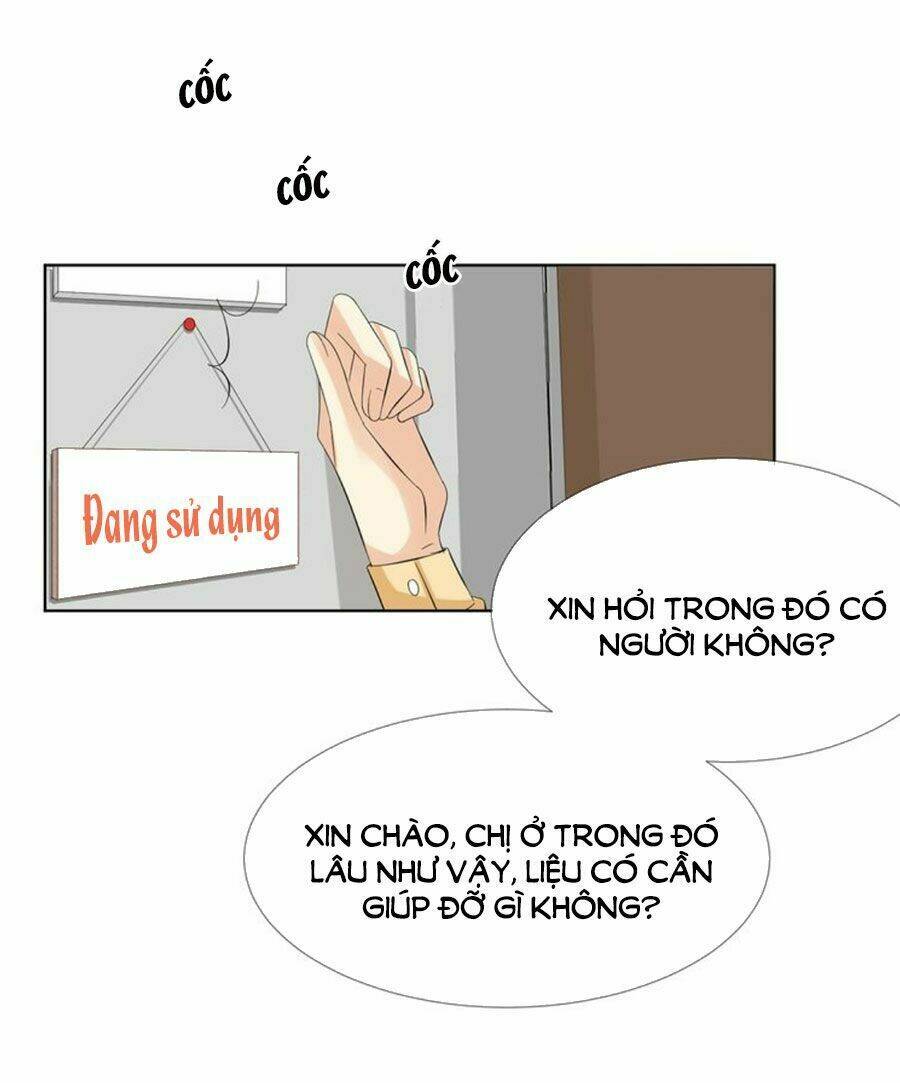 CỐC
CỐC
CỐC
Đang sử dụng
XIN HỎI TRONG ĐÓ CÓ
NGƯỜI KHÔNG?
XIN CHÀO, CHỊ Ở TRONG ĐÓ
LÂU NHƯ VẬY, LIỆU CÓ CẦN
GIÚP ĐỠ GÌ KHÔNG?